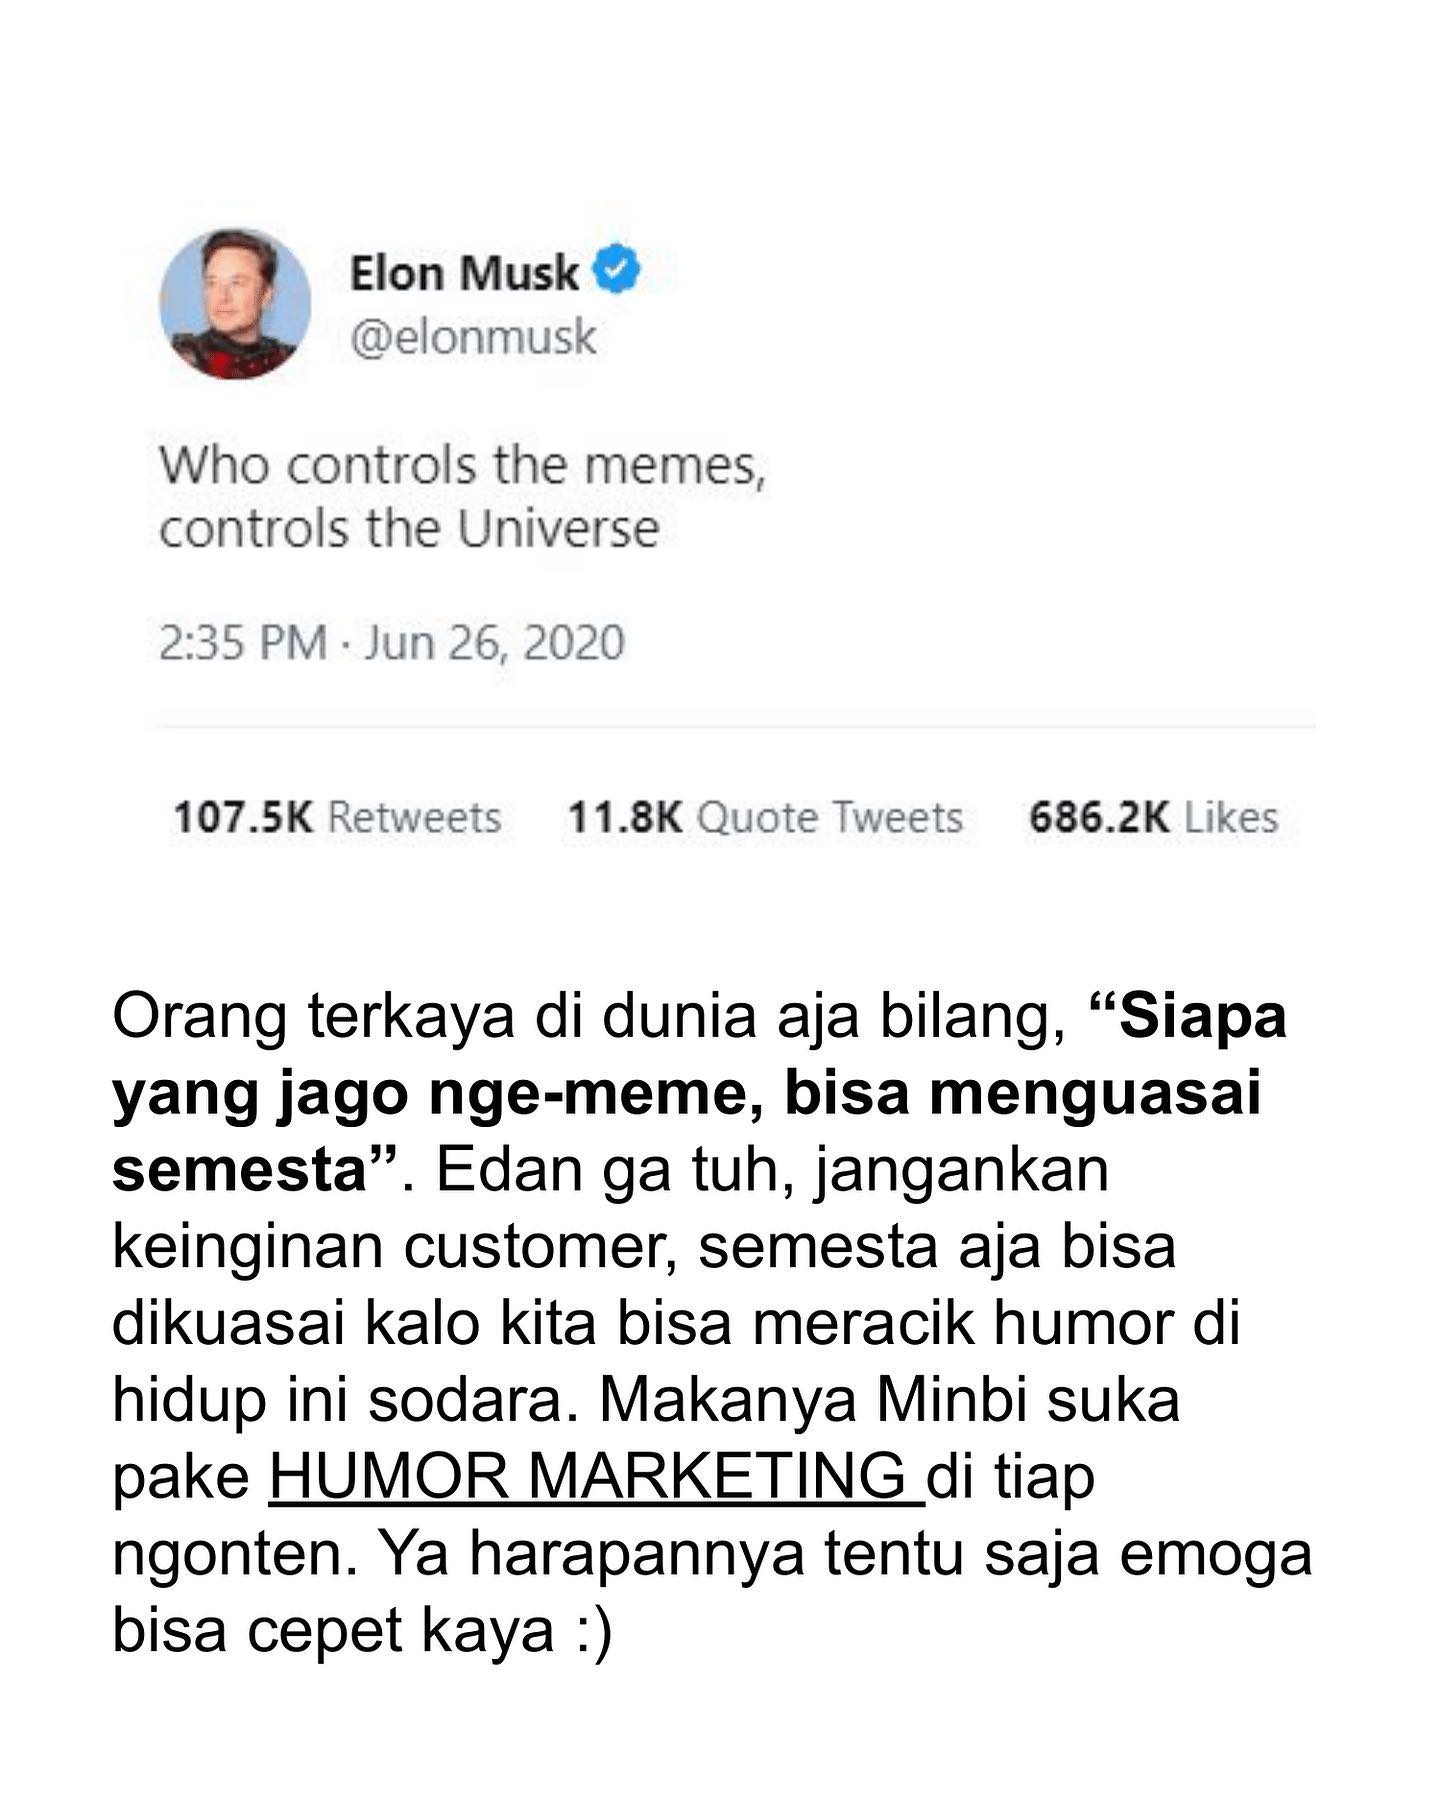 Elon Musk
@elonmusk
Who controls the memes,
controls the Universe
2:35 PM · Jun 26, 2020
107.5K Retweets 11.8K Quote Tweets 686.2K Likes
Orang terkaya di dunia aja bilang, “Siapa
yang jago nge-meme, bisa menguasai
semesta”. Edan ga tuh, jangankan
keinginan customer, semesta aja bisa
dikuasai kalo kita bisa meracik humor di
hidup ini sodara. Makanya Minbi suka
pake HUMOR MARKETING di tiap
ngonten. Ya harapannya tentu saja emoga
bisa cepet kaya :)